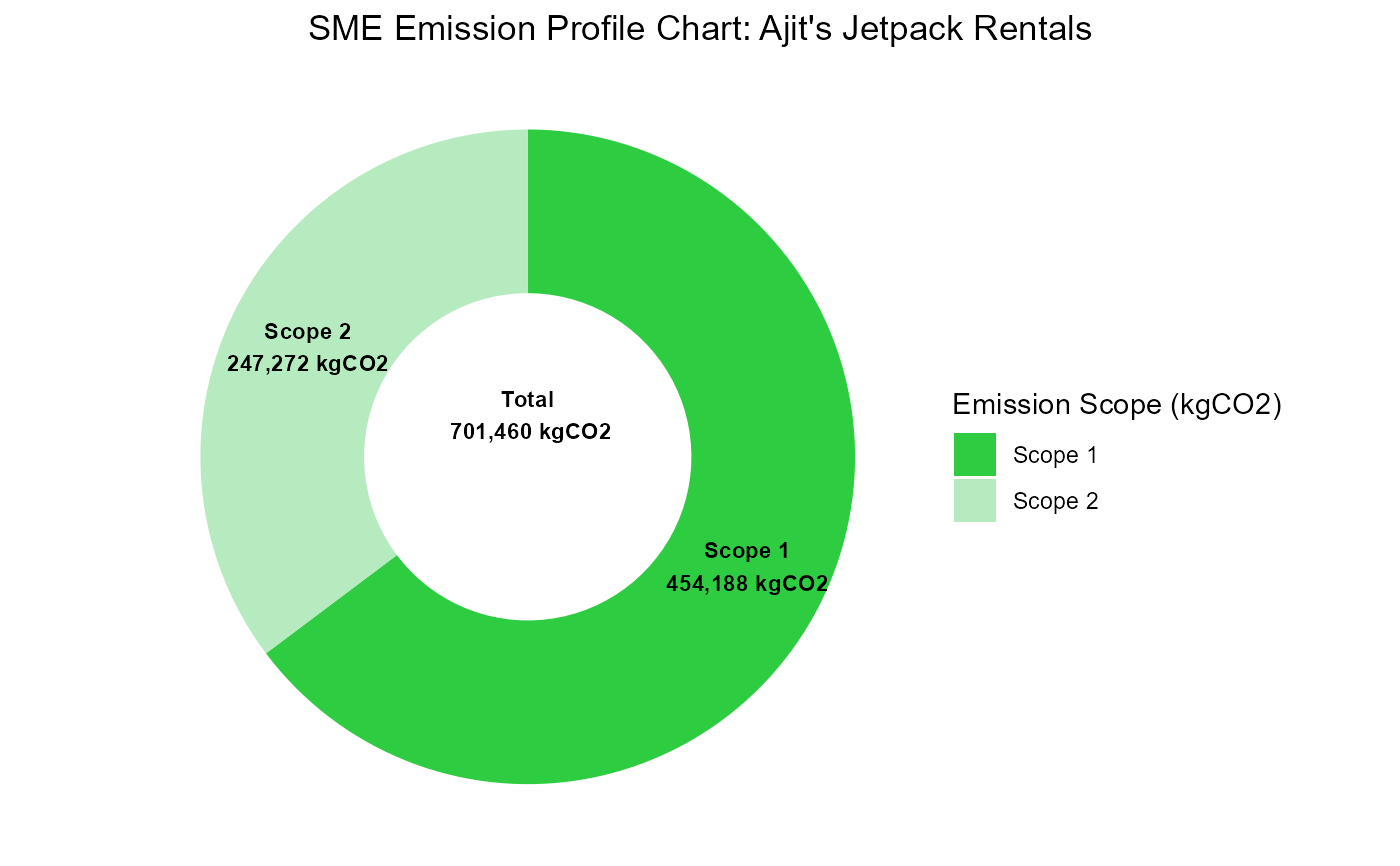 SME Emission Profile Chart: Ajit's Jetpack Rentals
Scope 2
247,272 kgCO2
Total
701,460 kgCO2
Scope 1
454,188 kgCO2
Emission Scope (kgCO2)
Scope 1
Scope 2